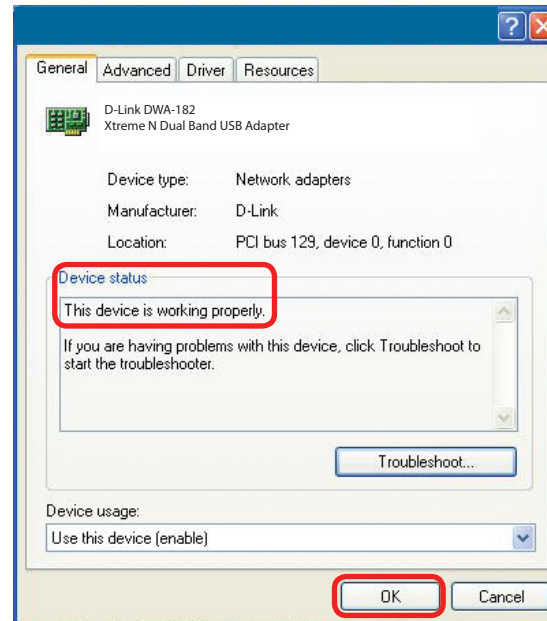 ?
General Advanced Driver Resources
D-Link DWA-182
Xtreme N Dual Band USB Adapter
Device type: Network adapters
Manufacturer: D-Link
Location: PCI bus 129, device 0, function 0
Device status
This device is working properly.
If you are having problems with this device, click Troubleshoot to
start the troubleshooter.
Troubleshoot...
Device usage:
Use this device (enable)
OK Cancel